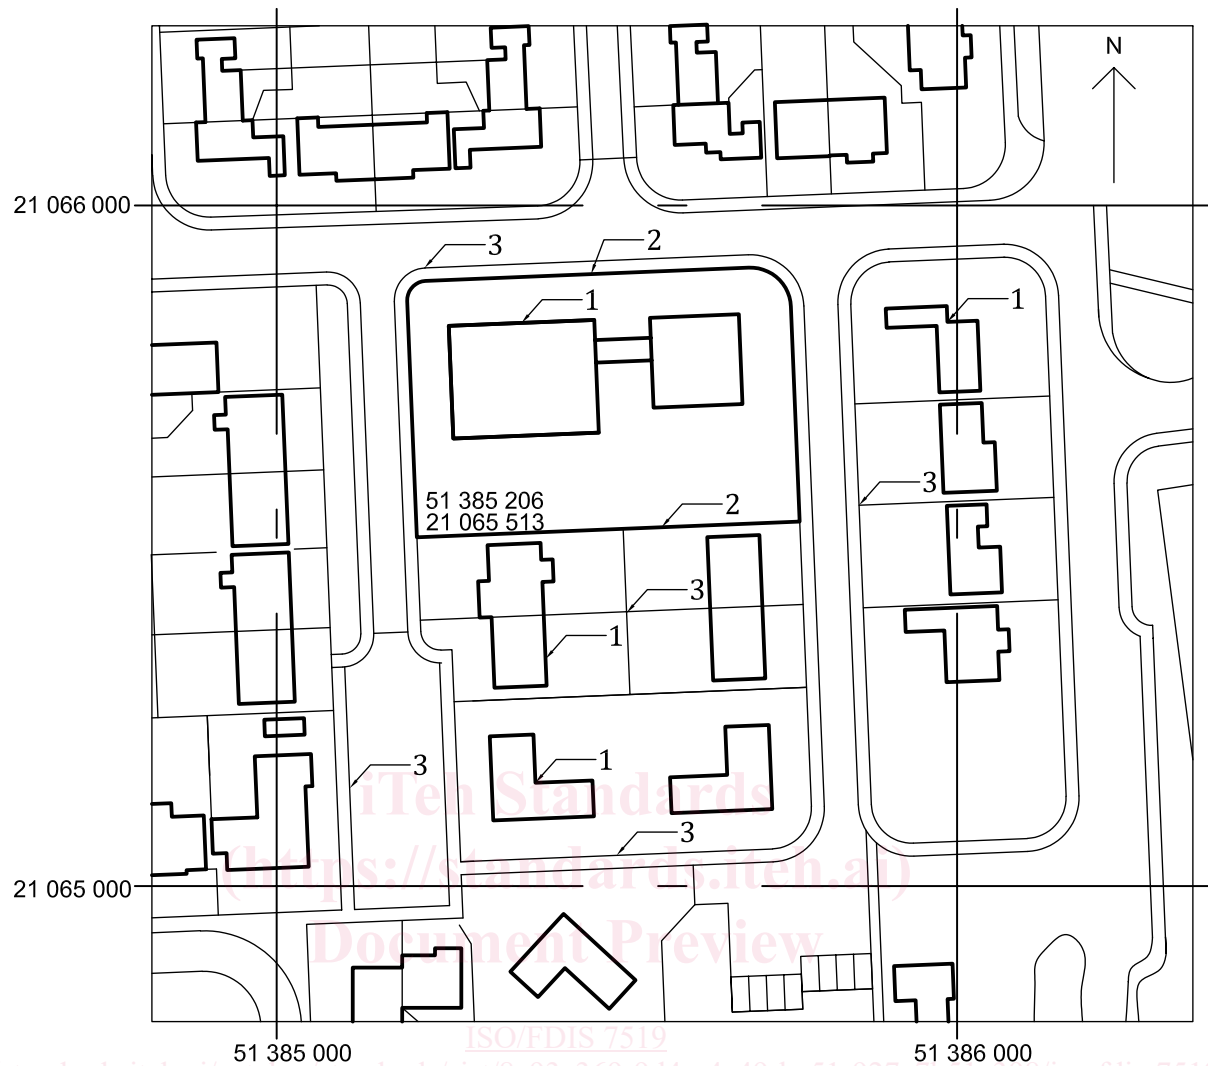 N
21 066 000
3
2
1
1
51 385 206
21 065 513
2
3
3
1
1
3
iTeh Standards
3
(https://standards.iteh.ai)
21 065 000
Document Preview
ISO/FDIS 7519
51 385 000
51 386 000